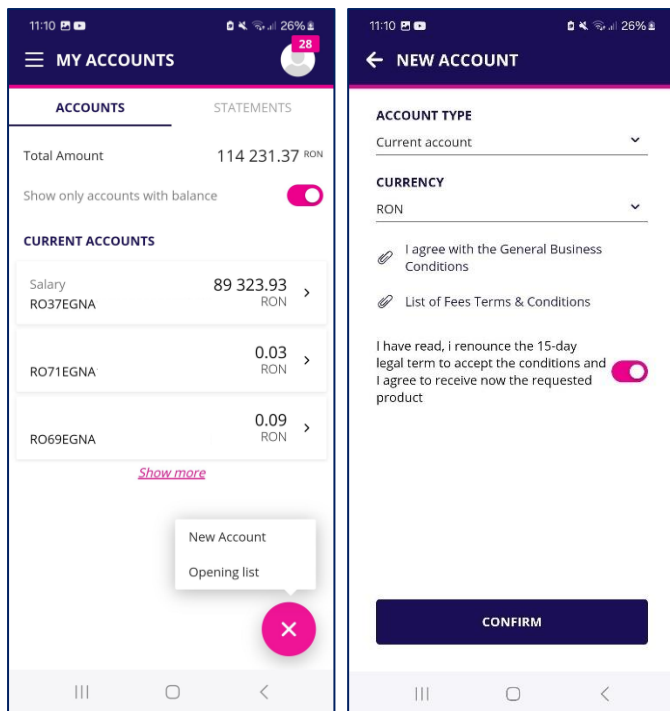 11:10 26%
28
MY ACCOUNTS
ACCOUNTS STATEMENTS
Total Amount 114 231.37 RON
Show only accounts with balance
CURRENT ACCOUNTS
Salary 89 323.93
RO37EGNA RON
0.03
RO71EGNA RON
0.09
RO69EGNA RON
Show more
New Account
Opening list
11:10 26%
NEW ACCOUNT
ACCOUNT TYPE
Current account
CURRENCY
RON
I agree with the General Business
Conditions
List of Fees Terms & Conditions
I have read, i renounce the 15-day
legal term to accept the conditions and
I agree to receive now the requested
product
CONFIRM